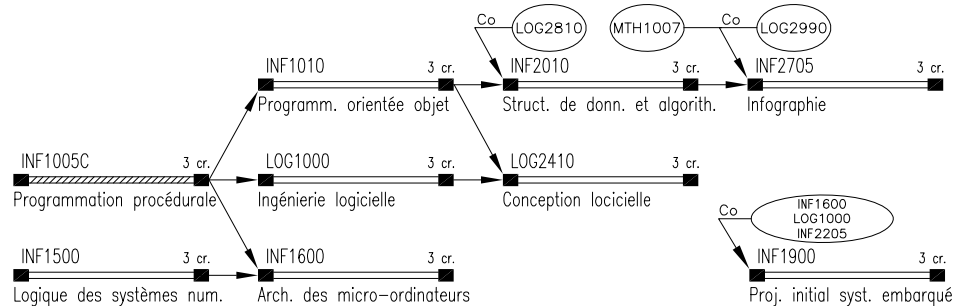 Co
LOG2810
MTH1007
Co
LOG2990
INF1010
3 cr.
INF2010
3 cr.
INF2705
3 cr.
Programm. orientée objet
Struct. de donn. et algorith.
Infographie
INF1005C
3 cr.
LOG1000
3 cr.
LOG2410
3 cr.
Programmation procédurale
Ingénierie logicielle
Conception locicielle
Co
INF1600
LOG1000
INF2205
INF1500
3 cr.
INF1600
3 cr.
INF1900
3 cr.
Logique des systèmes num.
Arch. des micro-ordinateurs
Proj. initial syst. embarqué